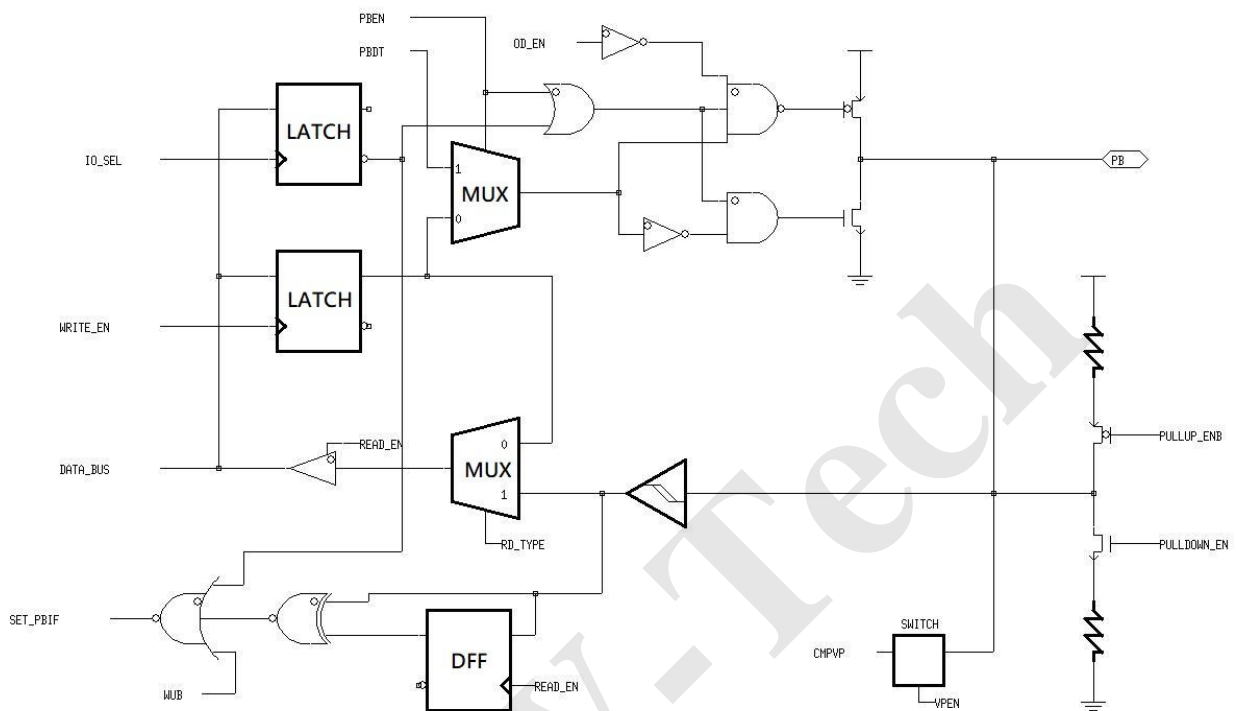 PBEN
OD_EN
PBDT
LATCH
IO_SEL
1
MUX
0
PB
LATCH
WRITE_EN
READ_EN
0
DATA_BUS
MUX
1
RD_TYPE
PULLUP_ENB
PULLDOWN_EN
SET_PBIF
DFF
WUB
READ_EN
SWITCH
CMPVP
VPEN
y-Tech